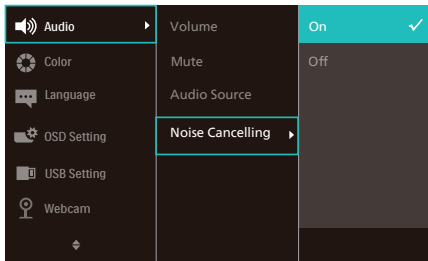 Audio
Color
Language
OSD Setting
USB Setting
Webcam
Volume
Mute
Audio Source
Noise Cancelling
On
Off